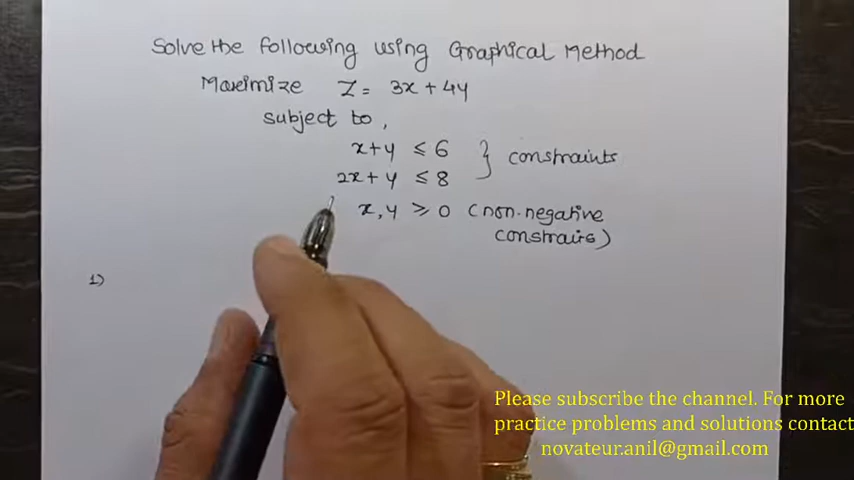 Solve the following using Graphical Method
Maximize Z = 3x + 4y
subject to,
x+y ≤ 6 } constraints
2x + y ≤ 8
x, y ≥ 0 (non-negative
constrairs)
1)
Please subscribe the channel. For more
practice problems and solutions contact
novateur.anil@gmail.com